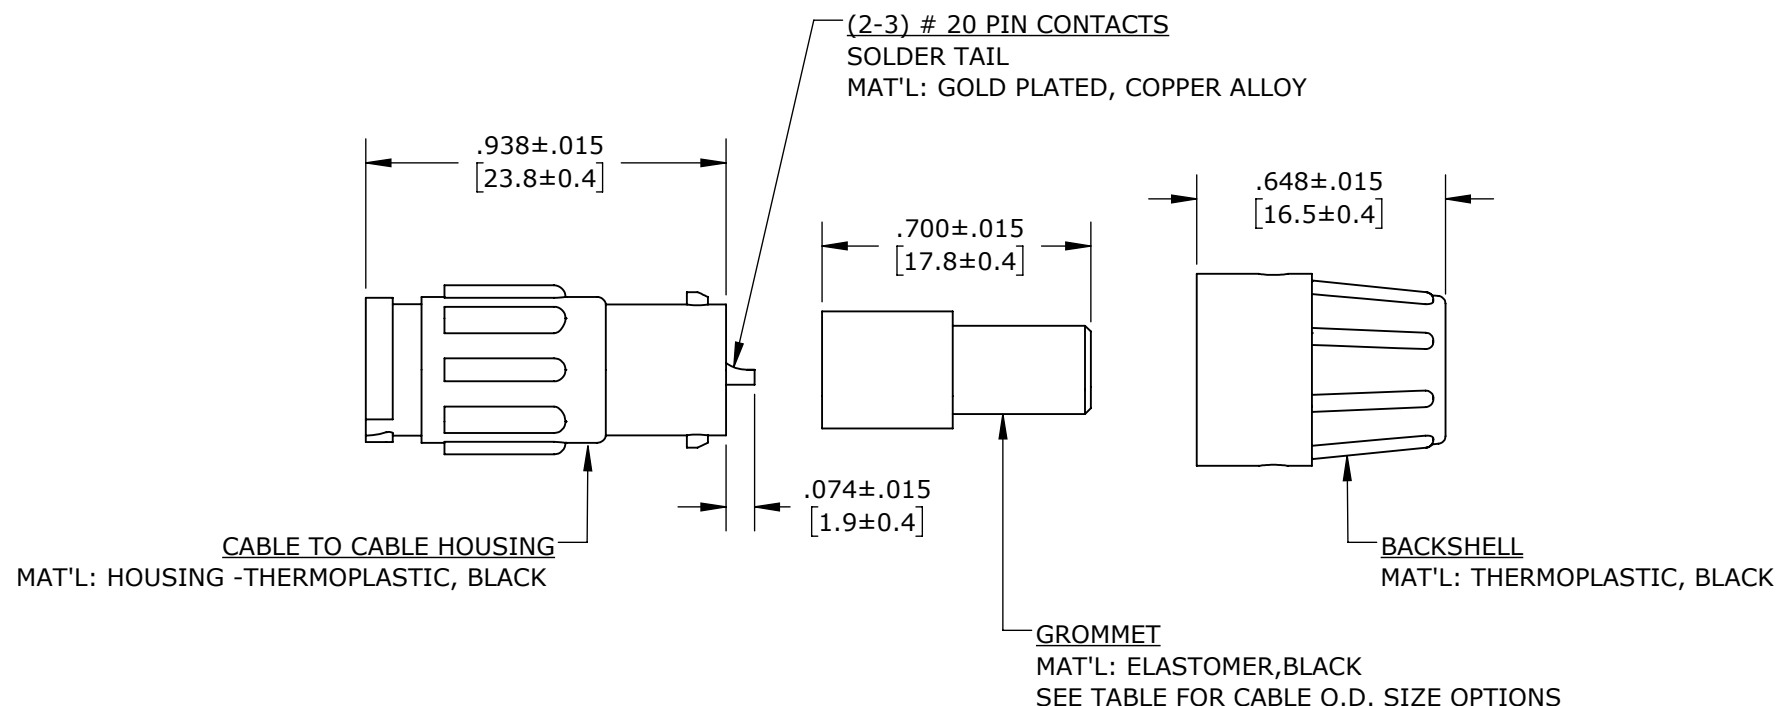 (2-3) # 20 PIN CONTACTS
SOLDER TAIL
MAT'L: GOLD PLATED, COPPER ALLOY
.938±.015
[23.8±0.4]
.648±.015
[16.5±0.4]
.700±.015
[17.8±0.4]
.074±.015
[1.9±0.4]
CABLE TO CABLE HOUSING
MAT'L: HOUSING -THERMOPLASTIC, BLACK
BACKSHELL
MAT'L: THERMOPLASTIC, BLACK
GROMMET
MAT'L: ELASTOMER,BLACK
SEE TABLE FOR CABLE O.D. SIZE OPTIONS